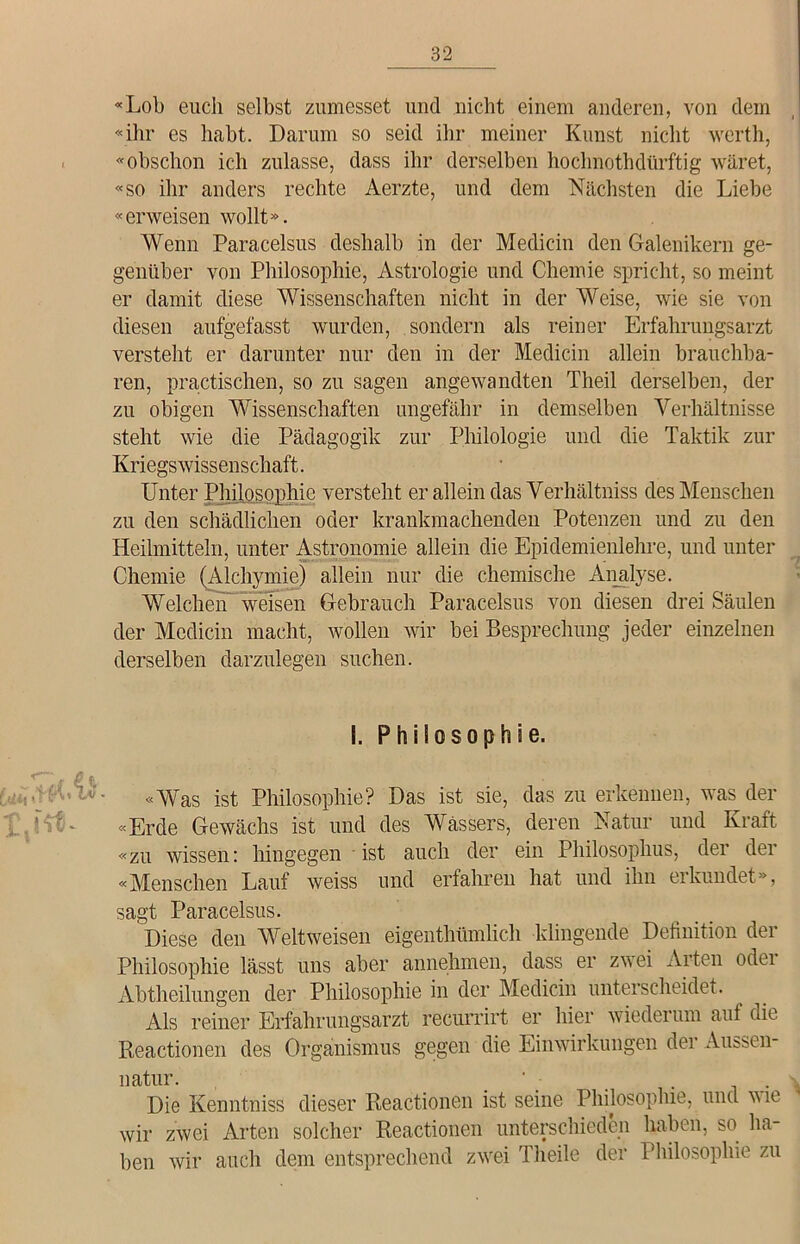 32
«Lob euch selbst zumesset und nicht einem anderen, von dem
«ihr es habt. Darum so seid ihr meiner Kunst nicht werth,
«obschon ich zulasse, dass ihr derselben hochnothdürftig wäret,
«so ihr anders rechte Aerzte, und dem Nächsten die Liebe
«erweisen wollt».
Wenn Paracelsus deshalb in der Medicin den Galenikern ge-
genüber von Philosophie, Astrologie und Chemie spricht, so meint
er damit diese Wissenschaften nicht in der Weise, wie sie von
diesen aufgefasst wurden, sondern als reiner Erfahrungsarzt
versteht er darunter nur den in der Medicin allein brauchba-
ren, practischen, so zu sagen angewandten Theil derselben, der
zu obigen Wissenschaften ungefähr in demselben Verhältnisse
steht wie die Pädagogik zur Philologie und die Taktik zur
Kriegswissenschaft.
Unter Philosophie versteht er allein das Verhältniss des Menschen
zu den schädlichen oder krankmachenden Potenzen und zu den
Heilmitteln, unter Astronomie allein die Epidemienlehre, und unter
Chemie (Alchymie) allein nur die chemische Analyse.
Welchen weisen Gebrauch Paracelsus von diesen drei Säulen
der Medicin macht, wollen wir bei Besprechung jeder einzelnen
derselben darzulegen suchen.
I. Philosophie.
«Was ist Philosophie? Das ist sie, das zu erkennen, was der
«Erde Gewächs ist und des Wassers, deren Natur und Kraft
«zu wissen: hingegen ist auch der ein Philosophus, der der
«Menschen Lauf weiss und erfahren hat und ihn erkundet»,
sagt Paracelsus.
Diese den Weltweisen eigenthümlich klingende Definition der
Philosophie lässt uns aber annehmen, dass er zwei Arten oder
Abtheilungen der Philosophie in der Medicin unterscheidet.
Als reiner Erfahrungsarzt recurrirt er hier wiederum auf die
Reactionen des Organismus gegen die Einwirkungen der Aussen-
natur.
Die Kenntniss dieser Reactionen ist seine Philosophie, und wie
wir zwei Arten solcher Reactionen unterschieden haben, so ha-
ben wir auch dem entsprechend zwei Theile der Philosophie zu